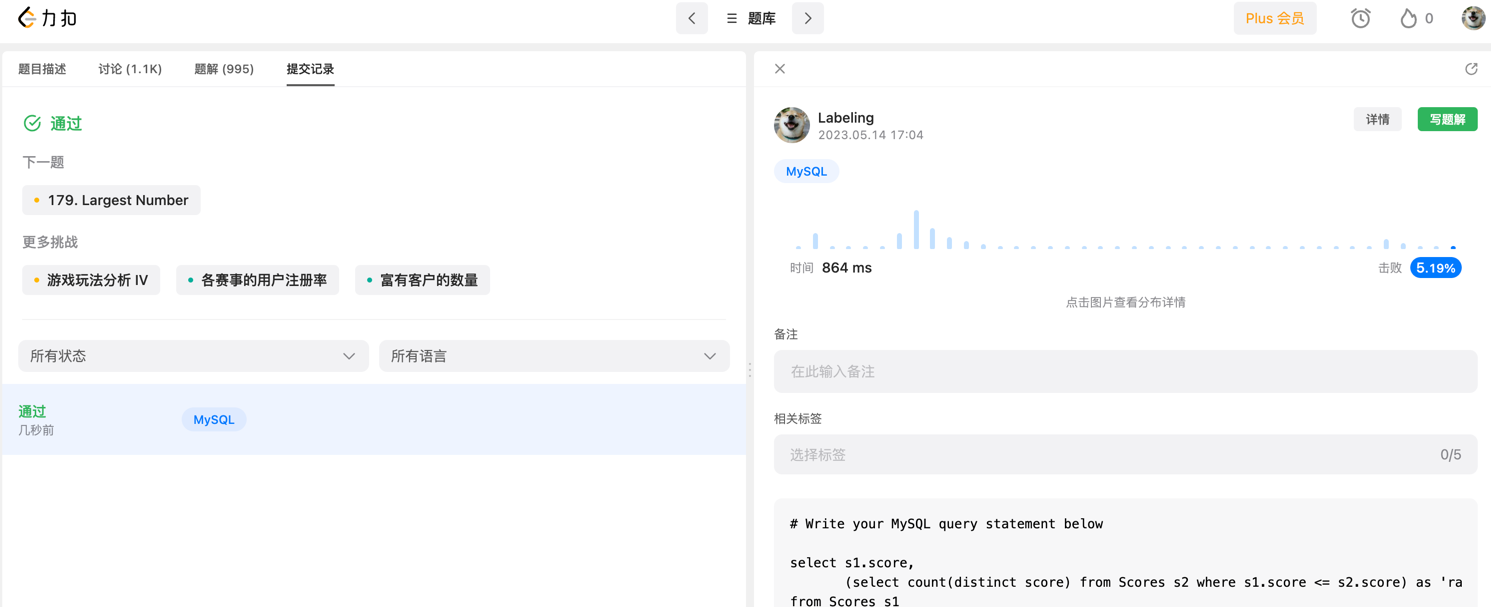 力扣
题库
Plus 会员
0
题目描述 讨论 (1.1K) 题解 (995) 提交记录
通过
下一题
179. Largest Number
更多挑战
游戏玩法分析 IV 各赛事的用户注册率 富有客户的数量
所有状态 所有语言
通过
几秒前
MySQL
Labeling
2023.05.14 17:04
详情 写题解
MySQL
时间 864 ms 击败 5.19%
点击图片查看分布详情
备注
在此输入备注
相关标签
选择标签 0/5
# Write your MySQL query statement below
select s1.score,
(select count(distinct score) from Scores s2 where s1.score <= s2.score) as 'ra
from Scores s1